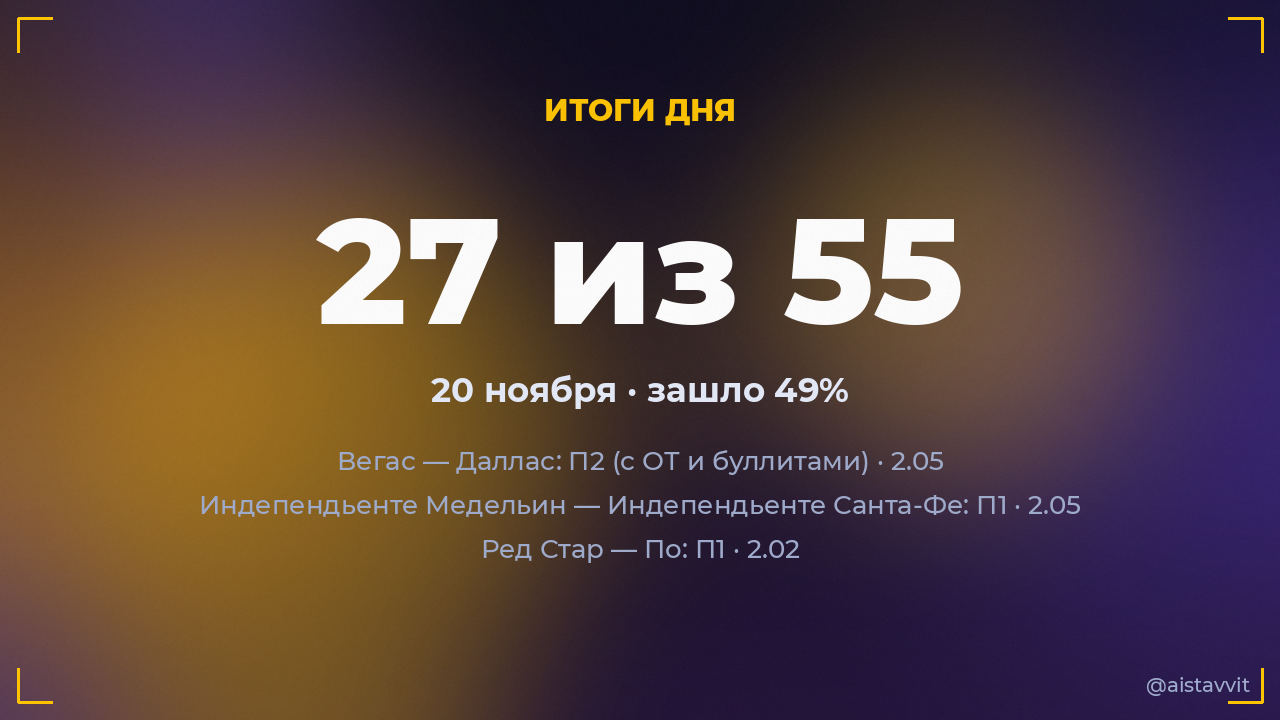 ИТОГИ ДНЯ
27 из 55
20 ноября · зашло 49%
Вегас — Даллас: П2 (с ОТ и буллитами) · 2.05
Индепендьенте Медельин — Индепендьенте Санта-Фе: П1 · 2.05
Ред Стар — По: П1 · 2.02
@aistavvit